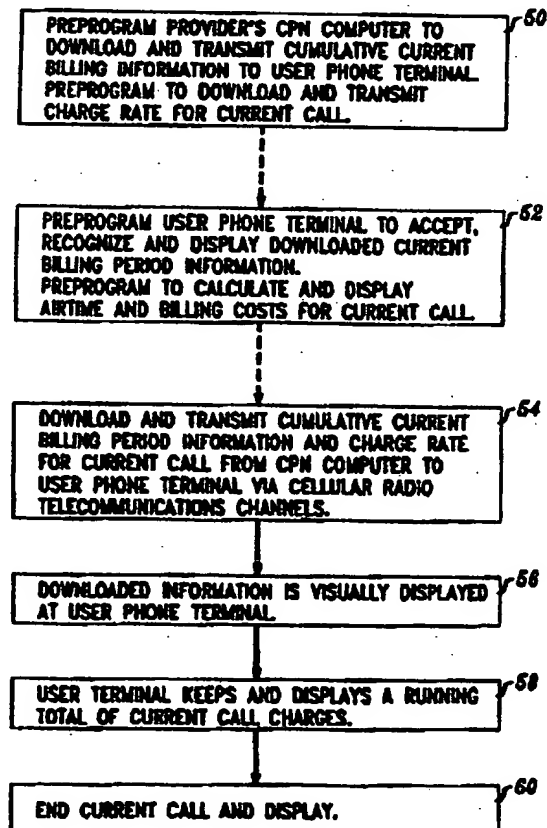 PREPROGRAM PROVIDER'S CPN COMPUTER TO
DOWNLOAD AND TRANSMIT CUMULATIVE CURRENT
BILLING INFORMATION TO USER PHONE TERMINAL.
PREPROGRAM TO DOWNLOAD AND TRANSMIT
CHARGE RATE FOR CURRENT CALL.
50
PREPROGRAM USER PHONE TERMINAL TO ACCEPT,
RECOGNIZE AND DISPLAY DOWNLOADED CURRENT
BILLING PERIOD INFORMATION.
PREPROGRAM TO CALCULATE AND DISPLAY
AIRTIME AND BILLING COSTS FOR CURRENT CALL.
52
DOWNLOAD AND TRANSMIT CUMULATIVE CURRENT
BILLING PERIOD INFORMATION AND CHARGE RATE
FOR CURRENT CALL FROM CPN COMPUTER TO
USER PHONE TERMINAL VIA CELLULAR RADIO
TELECOMMUNICATIONS CHANNELS.
54
DOWNLOADED INFORMATION IS VISUALLY DISPLAYED
AT USER PHONE TERMINAL
56
USER TERMINAL KEEPS AND DISPLAYS A RUNNING
TOTAL OF CURRENT CALL CHARGES.
58
END CURRENT CALL AND DISPLAY.
60